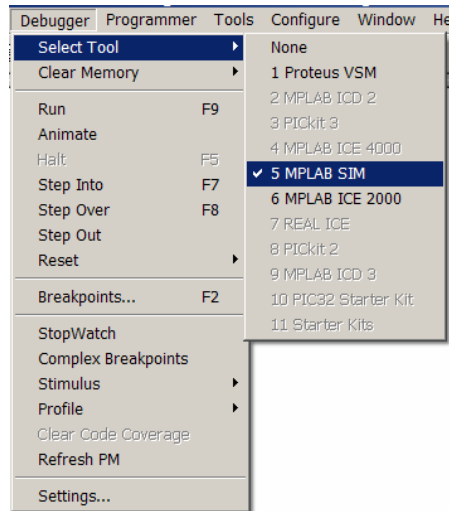 Debugger Programmer Tools Configure Window He
Select Tool
Clear Memory
Run F9
Animate
Halt F5
Step Into F7
Step Over F8
Step Out
Reset
Breakpoints... F2
StopWatch
Complex Breakpoints
Stimulus
Profile
Clear Code Coverage
Refresh PM
Settings...
None
1 Proteus VSM
2 MPLAB ICD 2
3 PICkit 3
4 MPLAB ICE 4000
5 MPLAB SIM
6 MPLAB ICE 2000
7 REAL ICE
8 PICkit 2
9 MPLAB ICD 3
10 PIC32 Starter Kit
11 Starter Kits